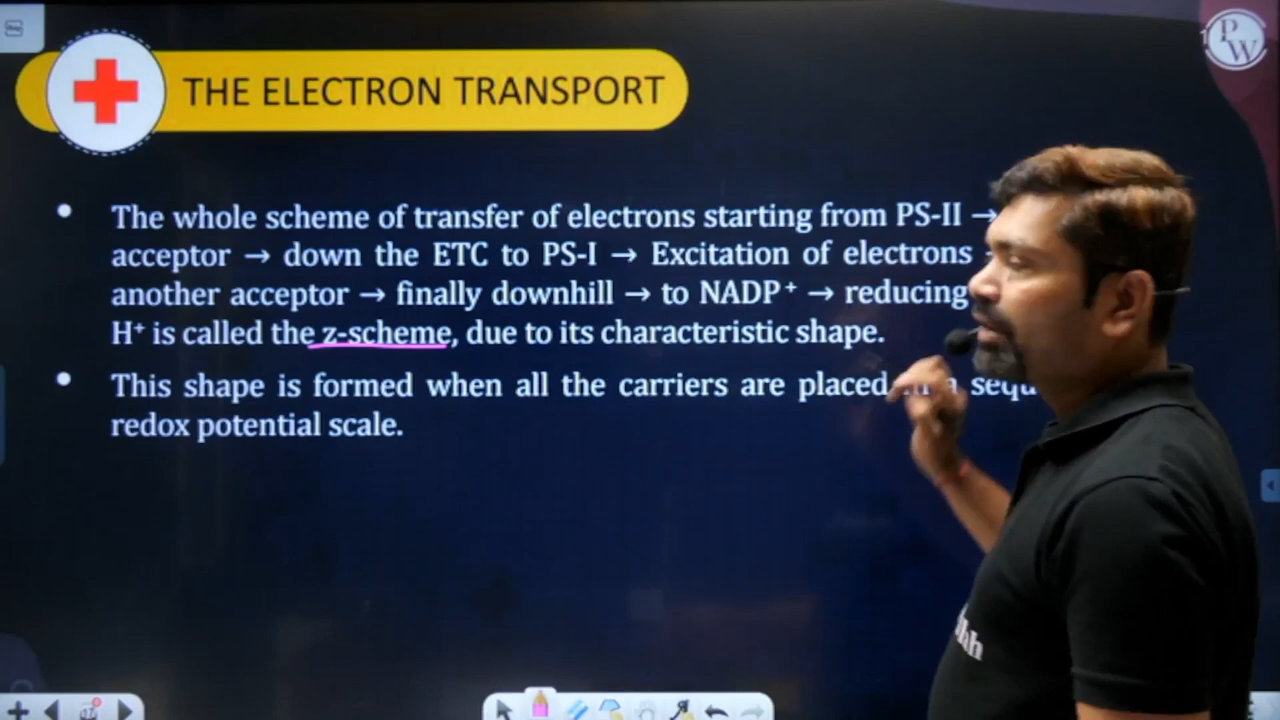 THE ELECTRON TRANSPORT
P
W
• The whole scheme of transfer of electrons starting from PS-II →
acceptor → down the ETC to PS-I → Excitation of electrons
another acceptor → finally downhill → to NADP⁺ → reducing
H⁺ is called the z-scheme, due to its characteristic shape.
• This shape is formed when all the carriers are placed a
redox potential scale.